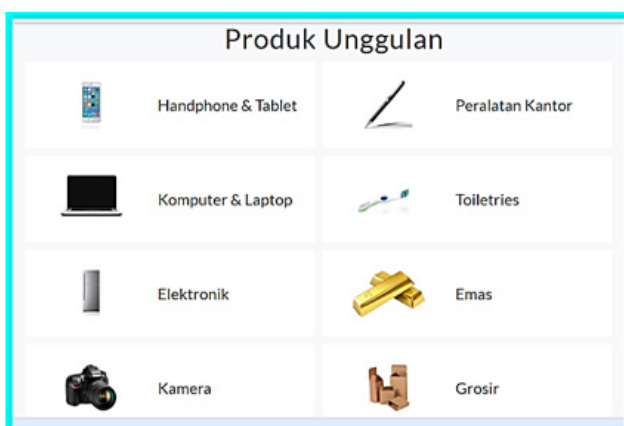 Produk Unggulan
Handphone & Tablet
Peralatan Kantor
Komputer & Laptop
Toiletries
Elektronik
Emas
Kamera
Grosir